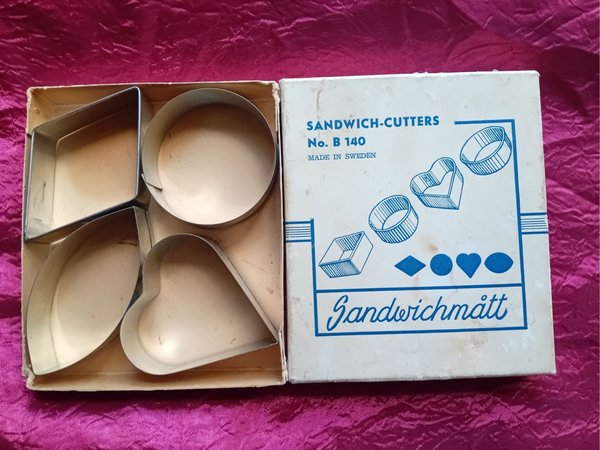 SANDWICH-CUTTERS
No. B 140
MADE IN SWEDEN
Sandwichmått